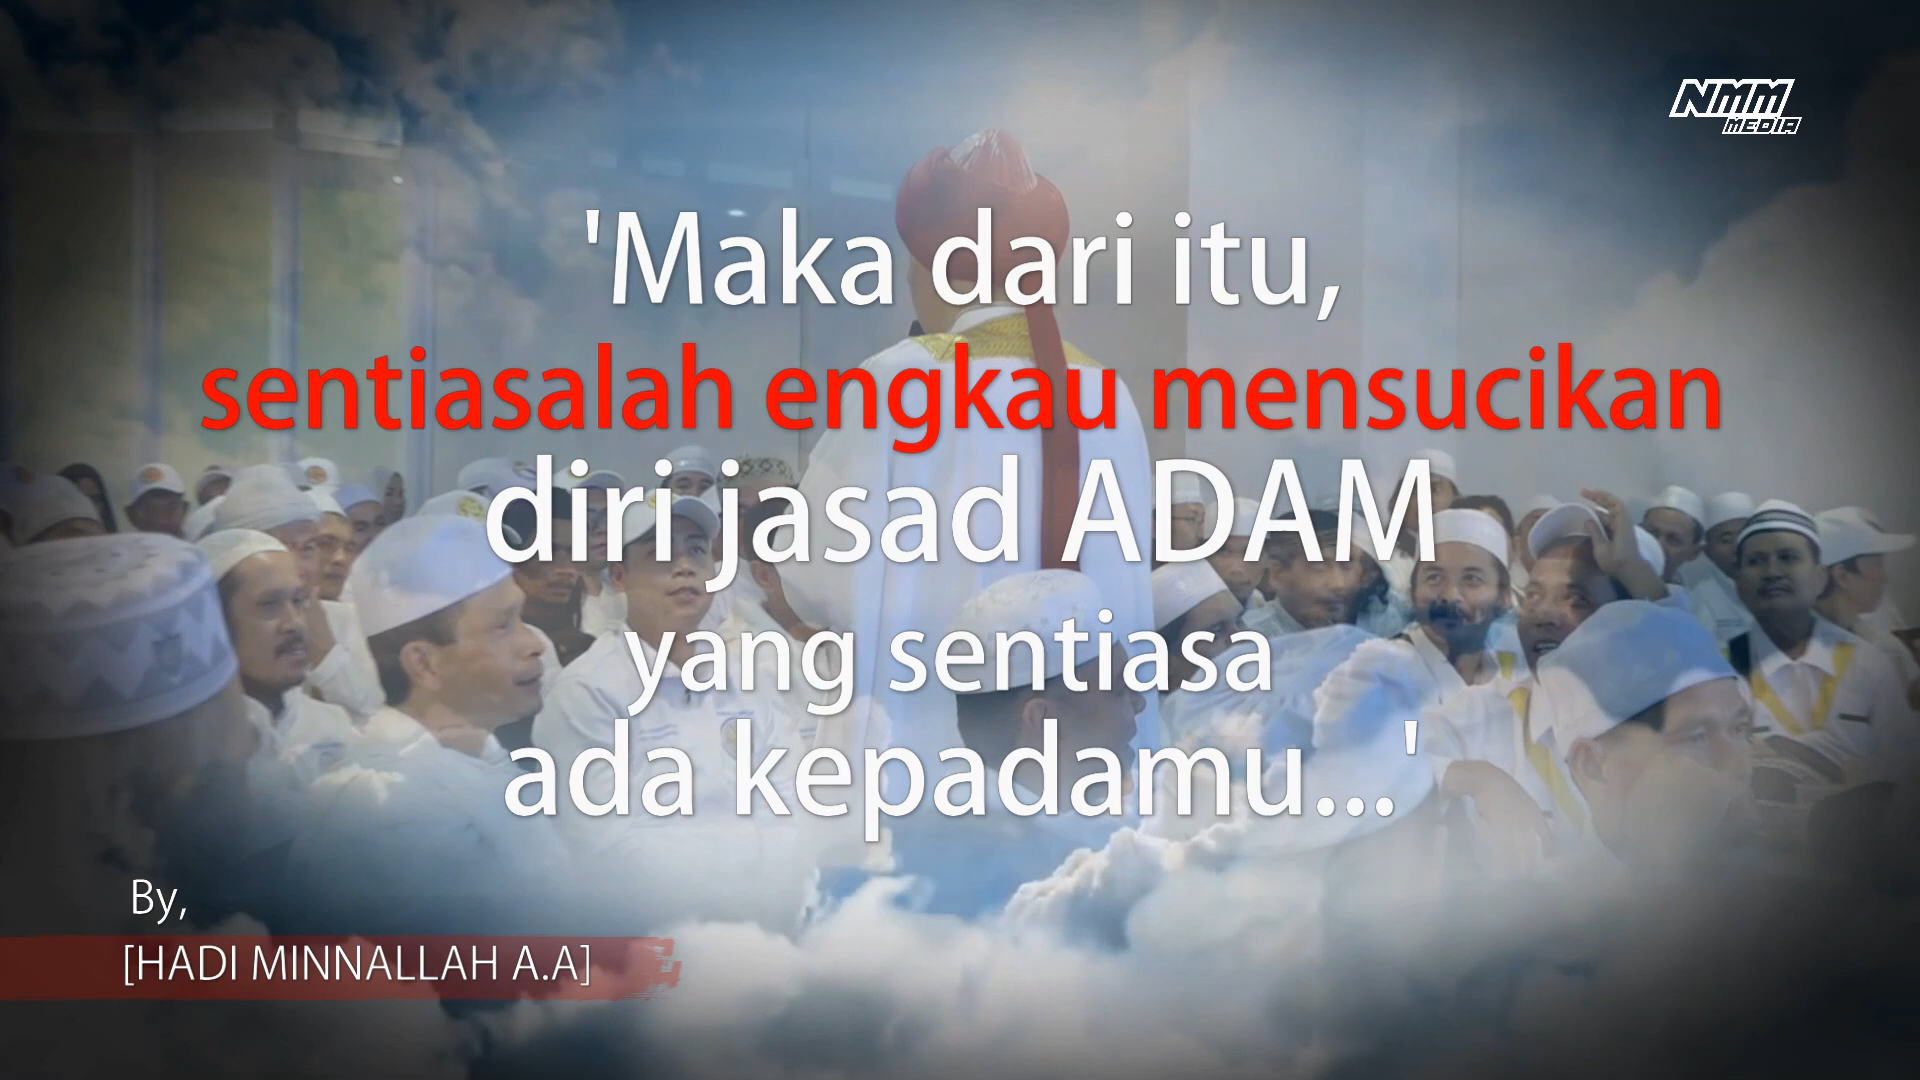 NMM
MEDIA
'Maka dari itu,
sentiasalah engkau mensucikan
diri jasad ADAM
yang sentiasa
ada kepadamu...'
By,
[HADI MINNALLAH A.A]